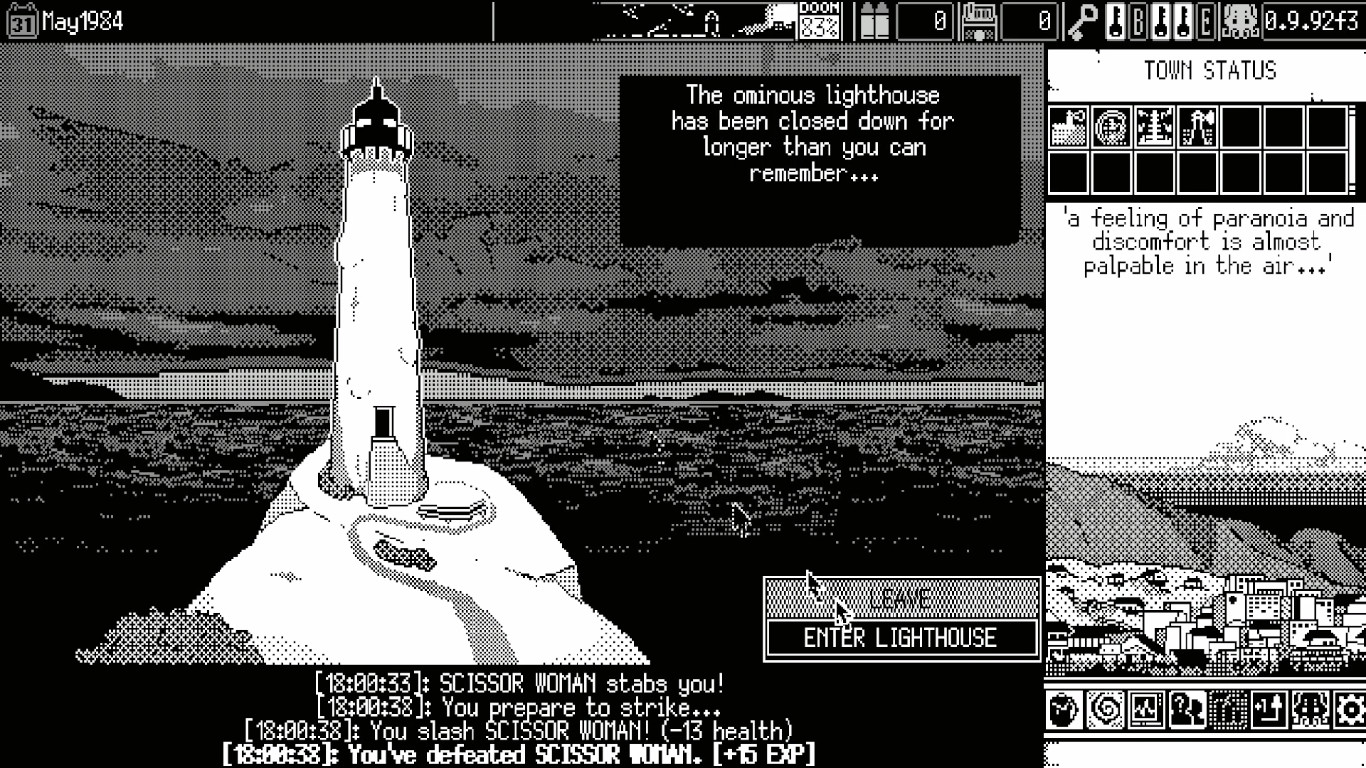 31 May1984
DOON
83%
0
0
B
E
0.9.92f3
TOWN STATUS
The ominous lighthouse
has been closed down for
longer than you can
remember...
'a feeling of paranoia and
discomfort is almost
palpable in the air...'
LEAVE
ENTER LIGHTHOUSE
[18:00:33]: SCISSOR WOMAN stabs you!
[18:00:38]: You prepare to strike...
[18:00:38]: You slash SCISSOR WOMAN! (-13 health)
[18:00:38]: You've defeated SCISSOR WOMAN. [+15 EXP]